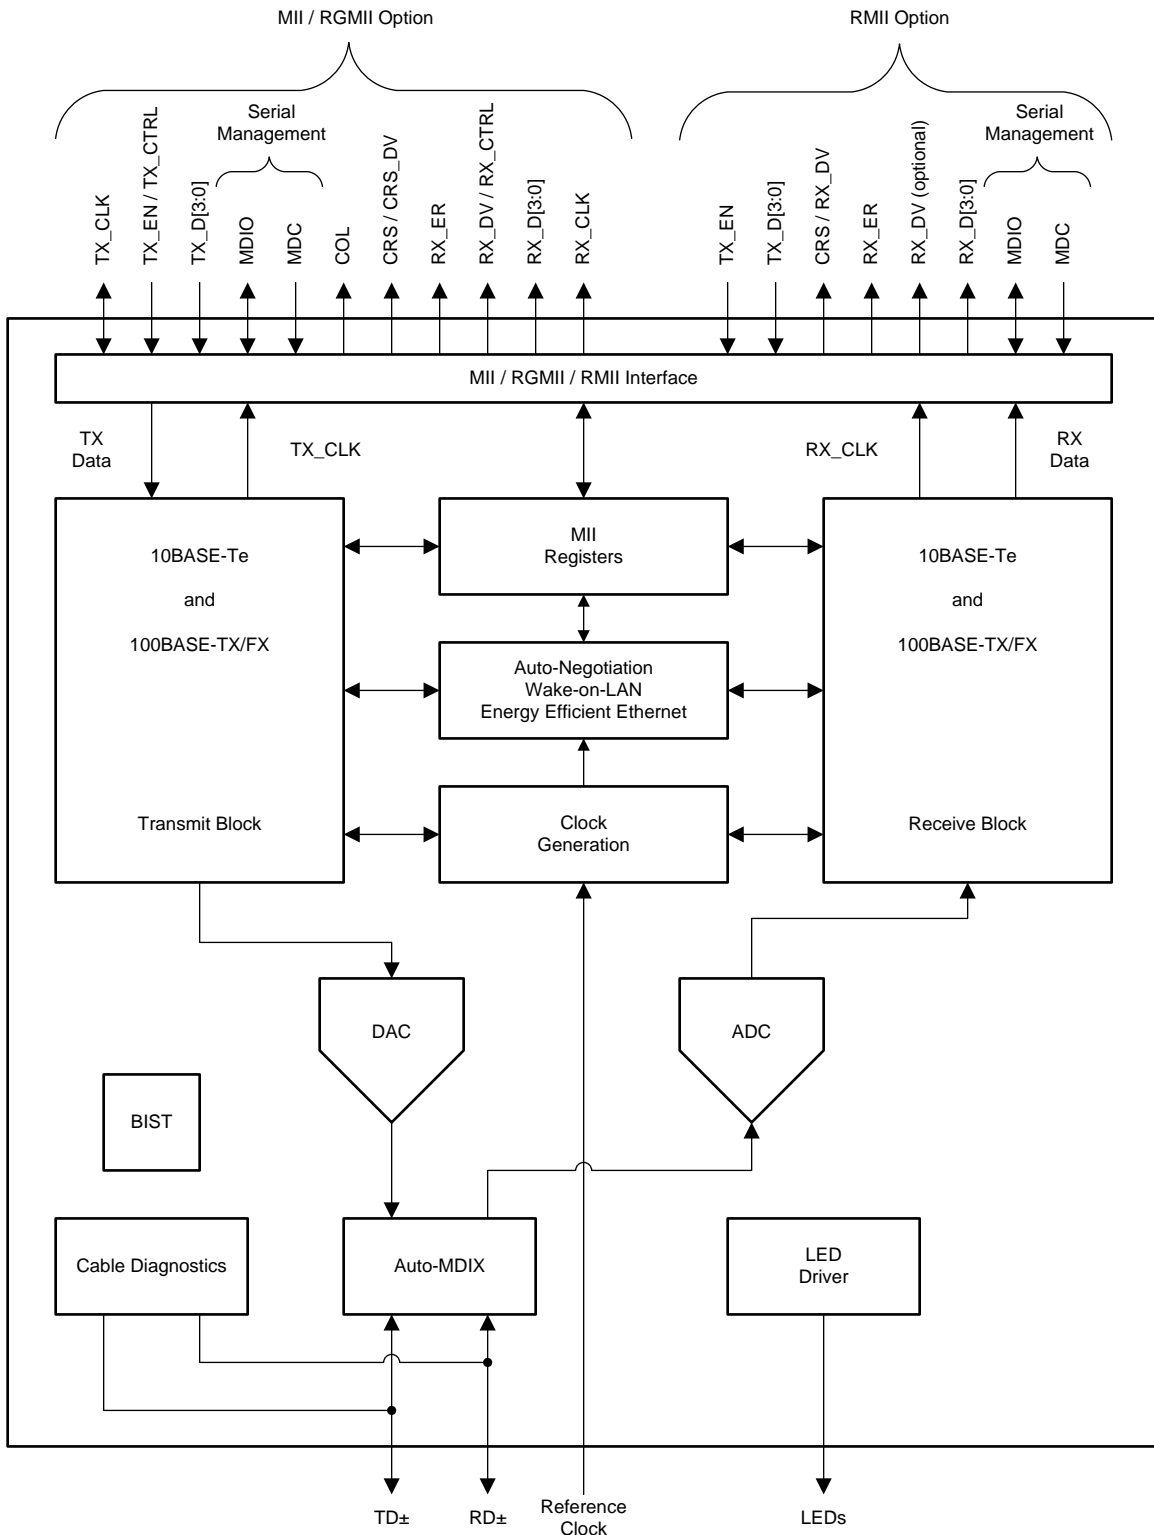 MII / RGMII Option
RMII Option
Serial
Management
Serial
Management
TX_CLK
TX_EN / TX_CTRL
TX_D[3:0]
MDIO
MDC
COL
CRS / CRS_DV
RX_ER
RX_DV / RX_CTRL
RX_D[3:0]
RX_CLK
TX_EN
TX_D[3:0]
CRS / RX_DV
RX_ER
RX_DV (optional)
RX_D[3:0]
MDIO
MDC
MII / RGMII / RMII Interface
TX
Data
TX_CLK
RX_CLK
RX
Data
10BASE-Te
and
100BASE-TX/FX
Transmit Block
MII
Registers
Auto-Negotiation
Wake-on-LAN
Energy Efficient Ethernet
Clock
Generation
10BASE-Te
and
100BASE-TX/FX
Receive Block
DAC
ADC
BIST
Cable Diagnostics
Auto-MDIX
LED
Driver
TD±
RD±
Reference
Clock
LEDs